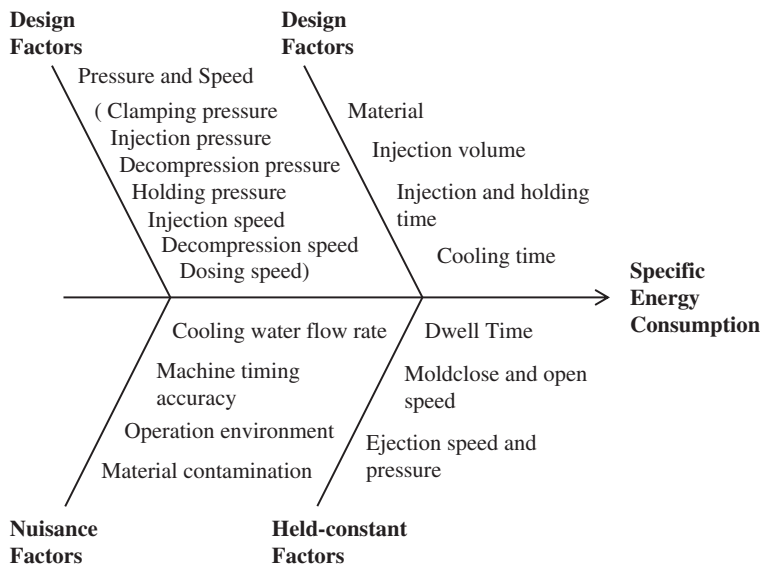 Design
Factors
Pressure and Speed
( Clamping pressure
Injection pressure
Decompression pressure
Holding pressure
Injection speed
Decompression speed
Dosing speed)
Design
Factors
Material
Injection volume
Injection and holding
time
Cooling time
Specific
Energy
Consumption
Cooling water flow rate
Machine timing
accuracy
Operation environment
Material contamination
Nuisance
Factors
Dwell Time
Moldclose and open
speed
Ejection speed and
pressure
Held-constant
Factors